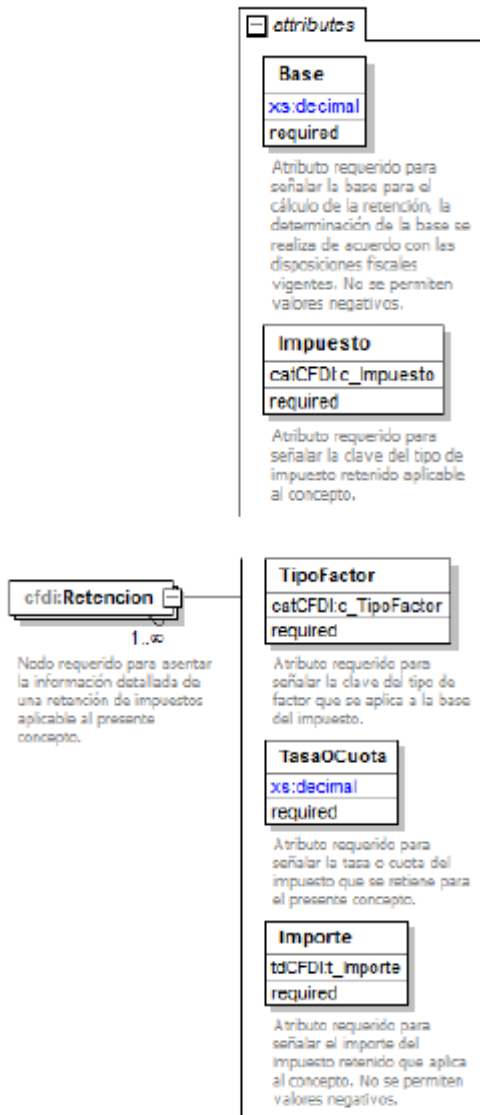 attributes
Base
xs:decimal
required
Atributo requerido para
señalar la base para el
cálculo de la retención, la
determinación de la base se
realiza de acuerdo con las
disposiciones fiscales
vigentes. No se permiten
valores negativos.
Impuesto
catCFDI:c_Impuesto
required
Atributo requerido para
señalar la clave del tipo de
impuesto retenido aplicable
al concepto.
cfdi:Retencion
1..∞
Nodo requerido para asentar
la información detallada de
una retención de impuestos
aplicable al presente
concepto.
TipoFactor
catCFDI:c_TipoFactor
required
Atributo requerido para
señalar la clave del tipo de
factor que se aplica a la base
del impuesto.
TasaOCuota
xs:decimal
required
Atributo requerido para
señalar la tasa o cuota del
impuesto que se retiene para
el presente concepto.
Importe
tdCFDI:t_Importe
required
Atributo requerido para
señalar el importe del
impuesto retenido que aplica
al concepto. No se permiten
valores negativos.